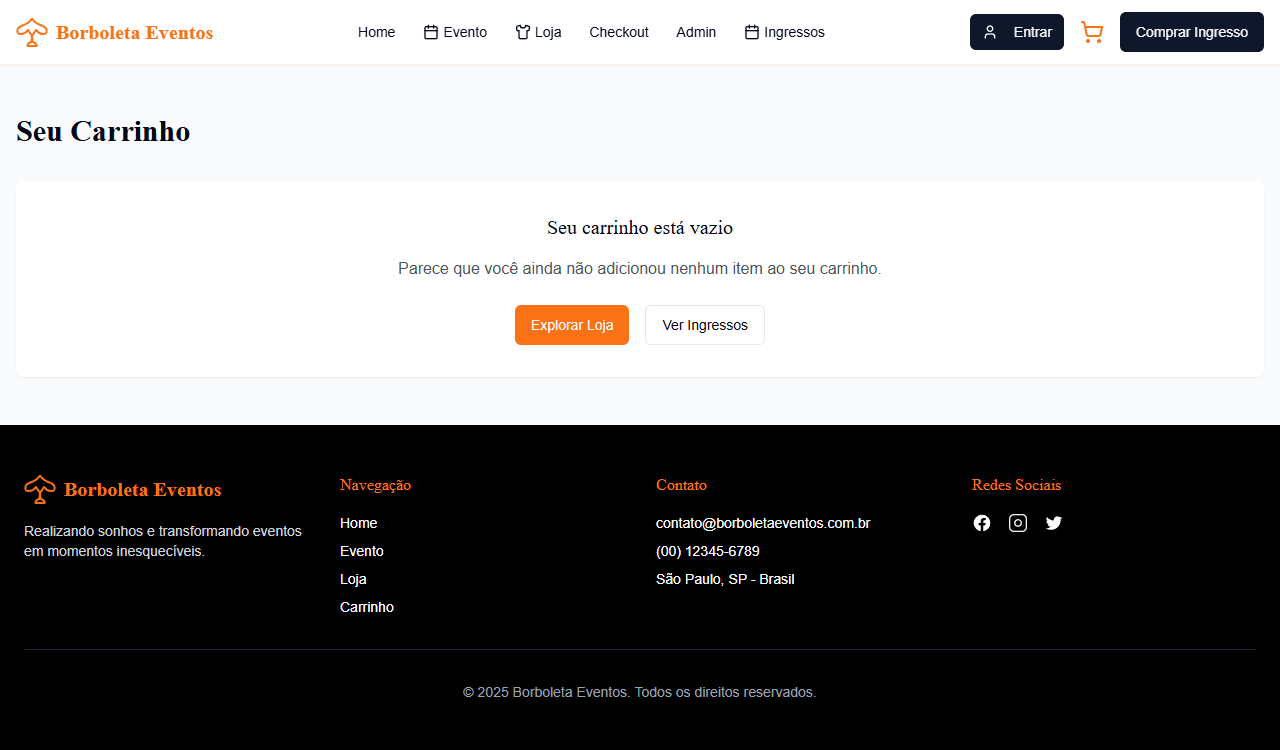 Borboleta Eventos
Home
Evento
Loja
Checkout
Admin
Ingressos
Entrar
Comprar Ingresso
Seu Carrinho
Seu carrinho está vazio
Parece que você ainda não adicionou nenhum item ao seu carrinho.
Explorar Loja
Ver Ingressos
Borboleta Eventos
Realizando sonhos e transformando eventos
em momentos inesquecíveis.
Navegação
Home
Evento
Loja
Carrinho
Contato
contato@borboletaeventos.com.br
(00) 12345-6789
São Paulo, SP - Brasil
Redes Sociais
© 2025 Borboleta Eventos. Todos os direitos reservados.